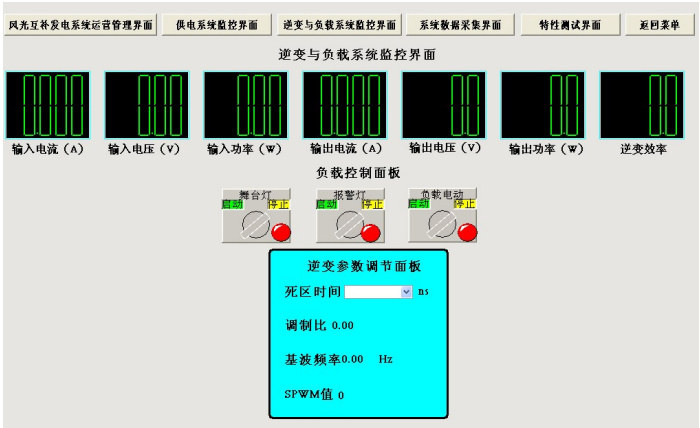 风光互补发电系统运营管理界面 供电系统监控界面 逆变与负载系统监控界面 系统数据采集界面 特性测试界面 返回菜单
逆变与负载系统监控界面
0.000 0.00 0.00 0.000 0.0 0.0 0.0
输入电流（A） 输入电压（V） 输入功率（W） 输出电流（A） 输出电压（V） 输出功率（W） 逆变效率
负载控制面板
舞台灯 报警灯 负载电动
启动 停止 启动 停止 启动 停止
逆变参数调节面板
死区时间 ns
调制比 0.00
基波频率0.00 Hz
SPWM值 0